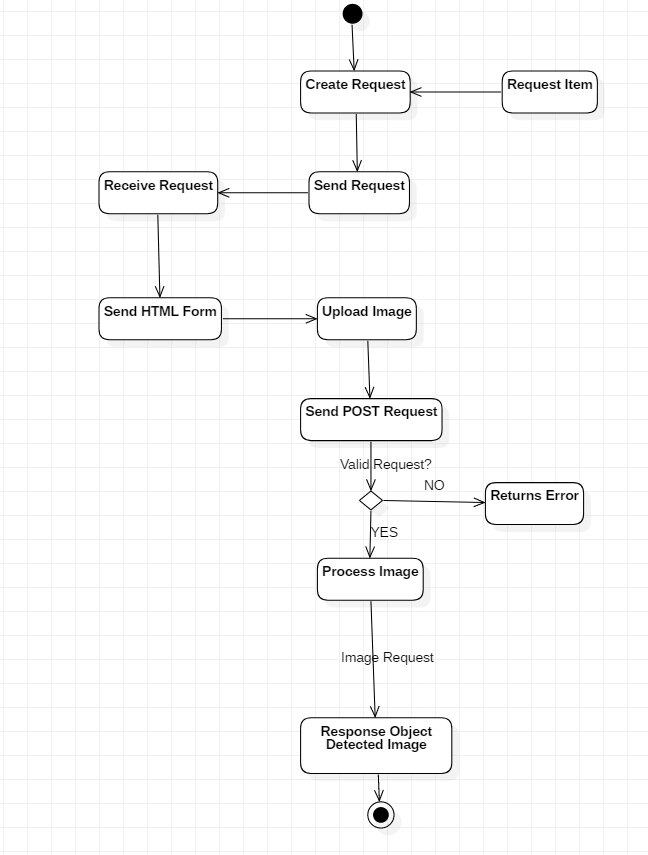 Create Request
Request Item
Receive Request
Send Request
Send HTML Form
Upload Image
Send POST Request
Valid Request?
NO
Returns Error
YES
Process Image
Image Request
Response Object
Detected Image